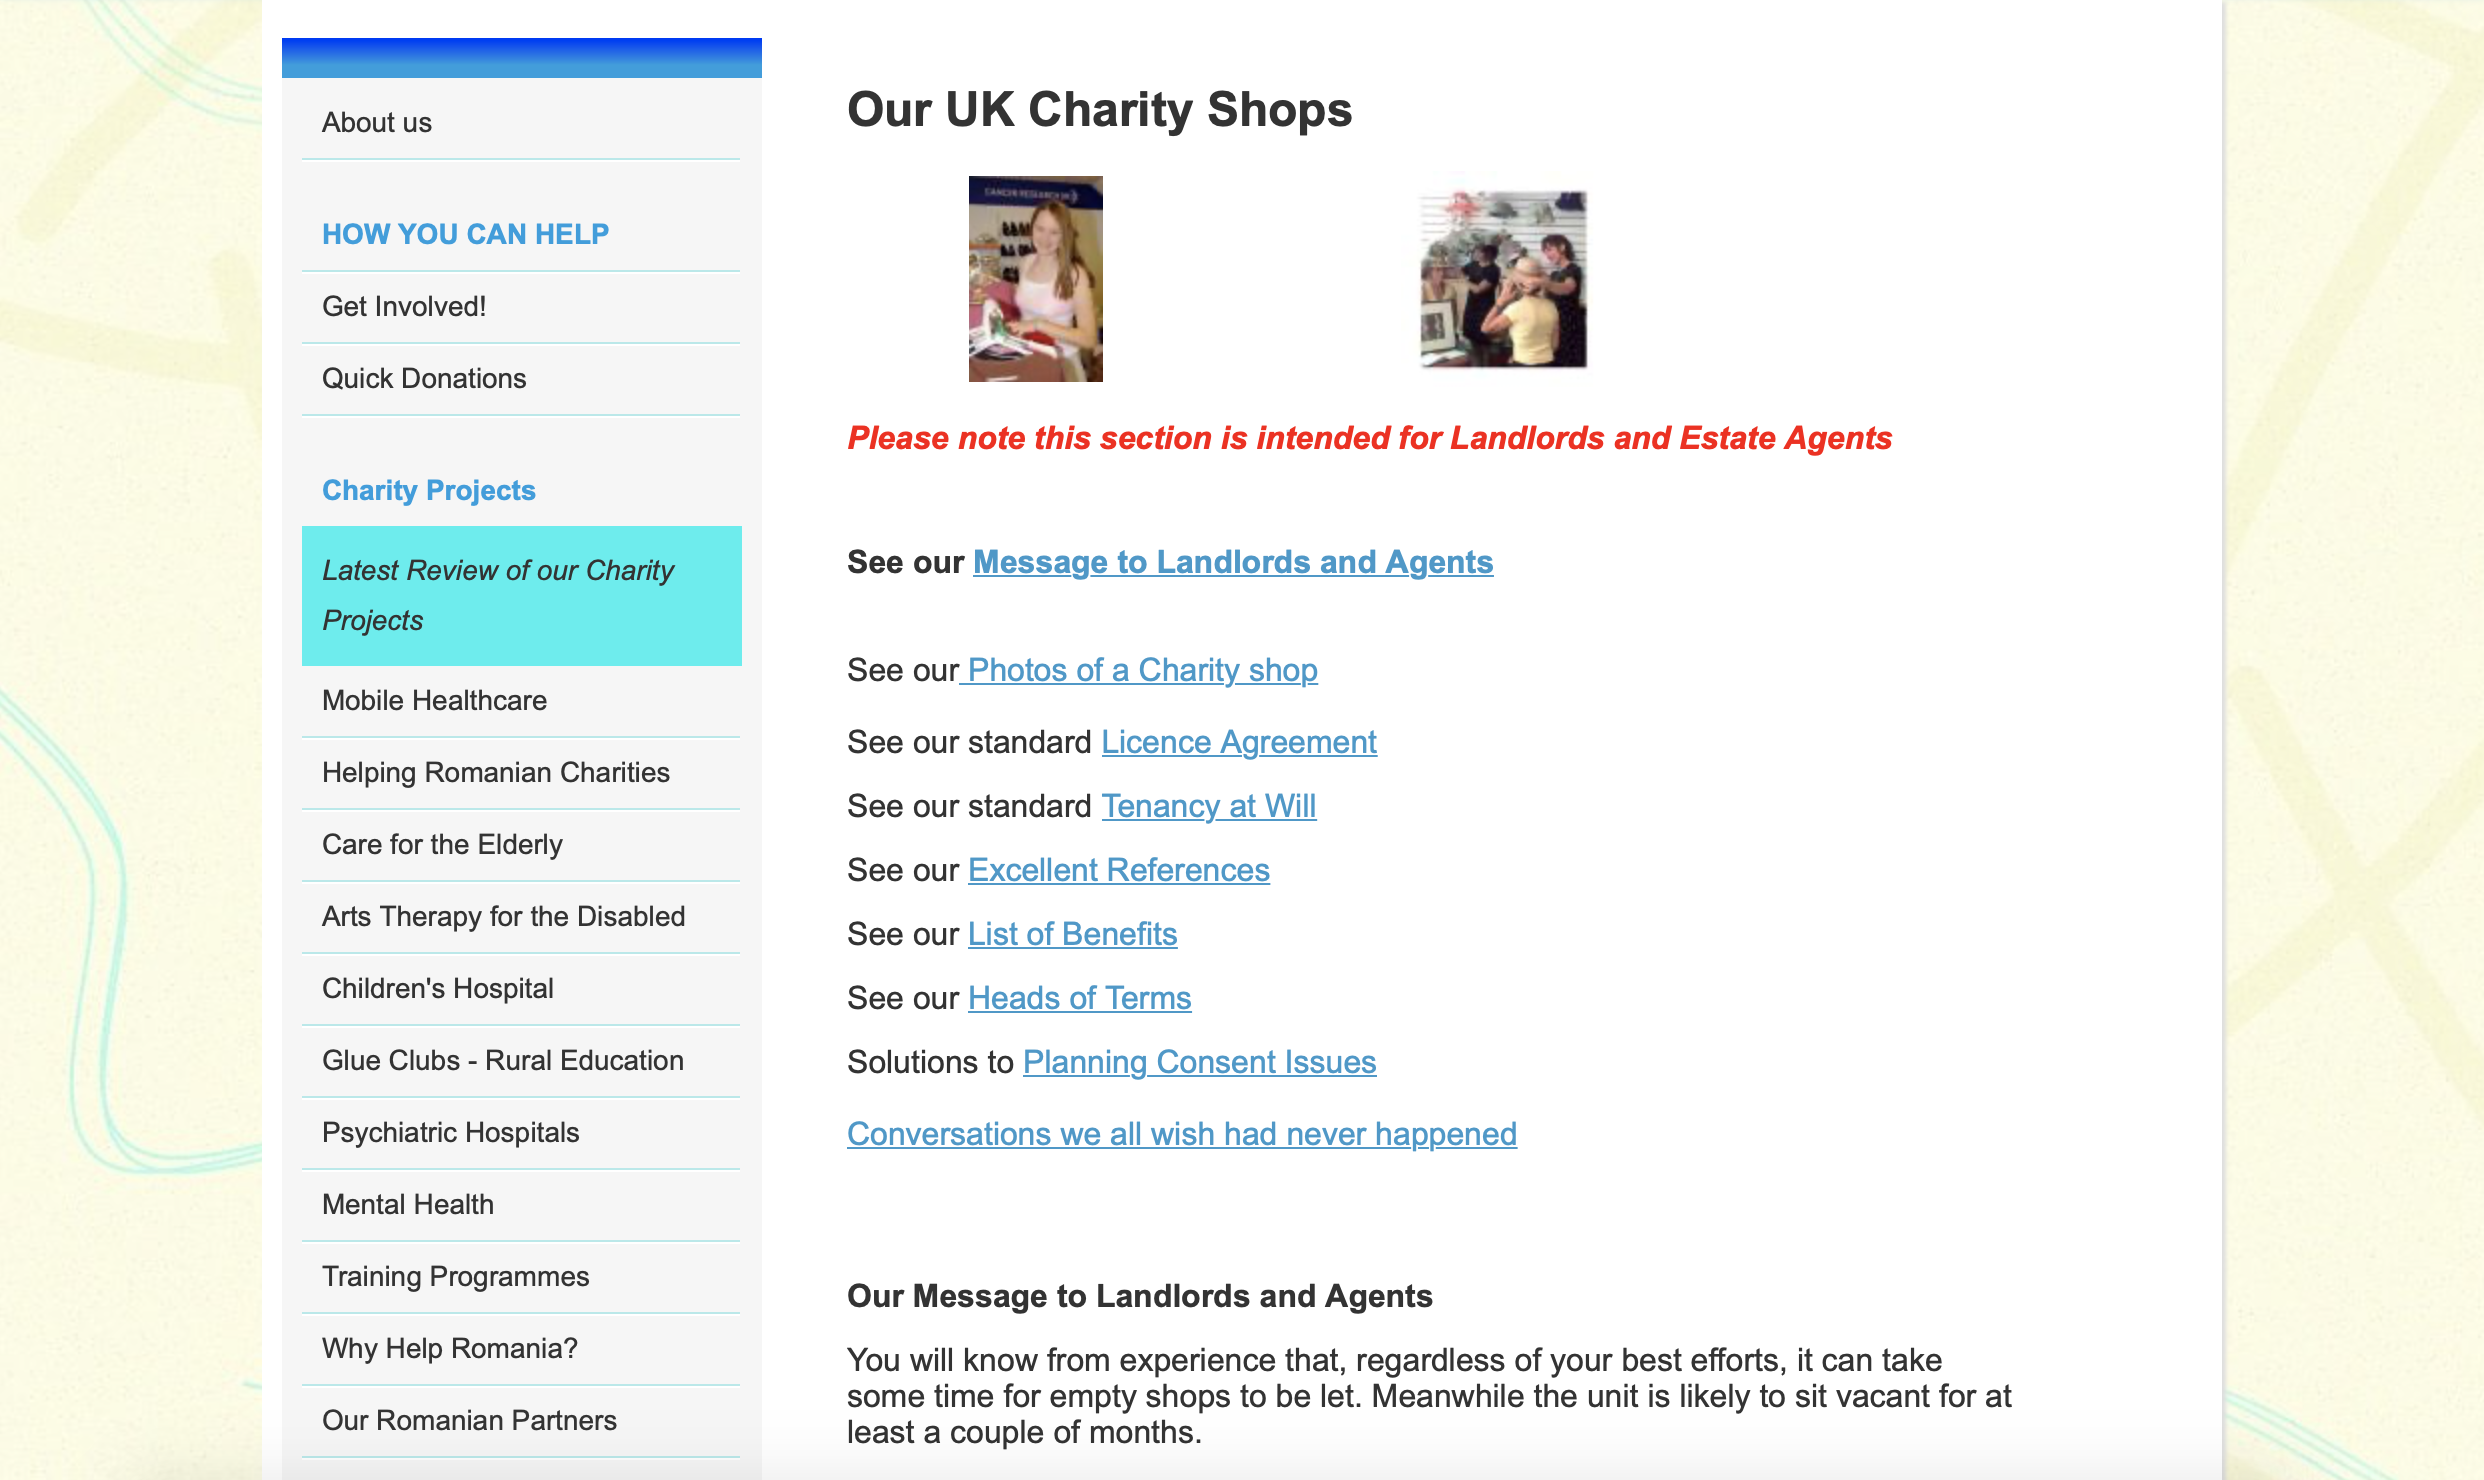 About us
HOW YOU CAN HELP
Get Involved!
Quick Donations
Charity Projects
Latest Review of our Charity
Projects
Mobile Healthcare
Helping Romanian Charities
Care for the Elderly
Arts Therapy for the Disabled
Children's Hospital
Glue Clubs - Rural Education
Psychiatric Hospitals
Mental Health
Training Programmes
Why Help Romania?
Our Romanian Partners
Our UK Charity Shops
CANCER RESEARCH UK
Please note this section is intended for Landlords and Estate Agents
See our Message to Landlords and Agents
See our Photos of a Charity shop
See our standard Licence Agreement
See our standard Tenancy at Will
See our Excellent References
See our List of Benefits
See our Heads of Terms
Solutions to Planning Consent Issues
Conversations we all wish had never happened
Our Message to Landlords and Agents
You will know from experience that, regardless of your best efforts, it can take
some time for empty shops to be let. Meanwhile the unit is likely to sit vacant for at
least a couple of months.